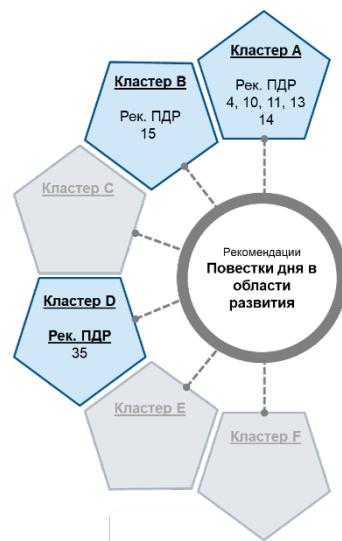 Кластер A
Рек. ПДР
4, 10, 11, 13
14
Кластер B
Рек. ПДР
15
Кластер C
Рекомендации
Повестки дня в
области
развития
Кластер D
Рек. ПДР
35
Кластер E
Кластер F